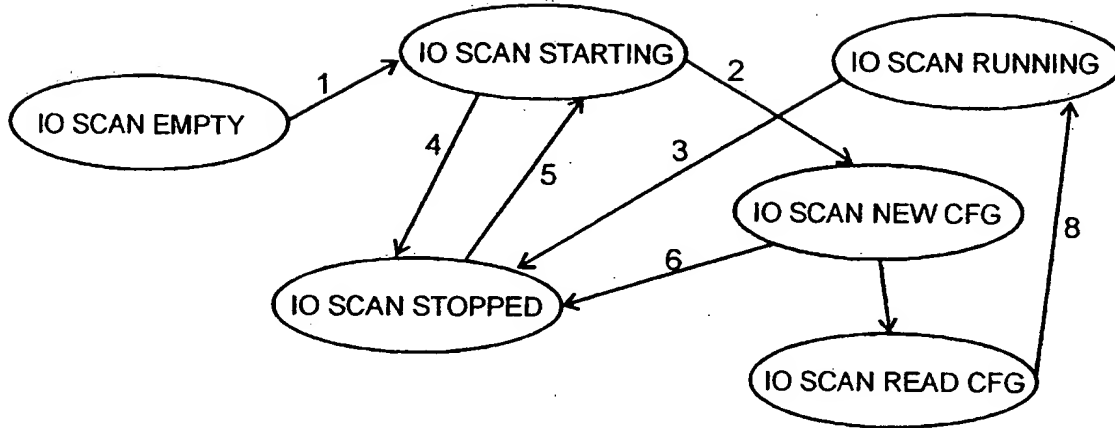 IO SCAN EMPTY
1
IO SCAN STARTING
2
IO SCAN RUNNING
4
5
3
IO SCAN NEW CFG
6
8
IO SCAN STOPPED
IO SCAN READ CFG